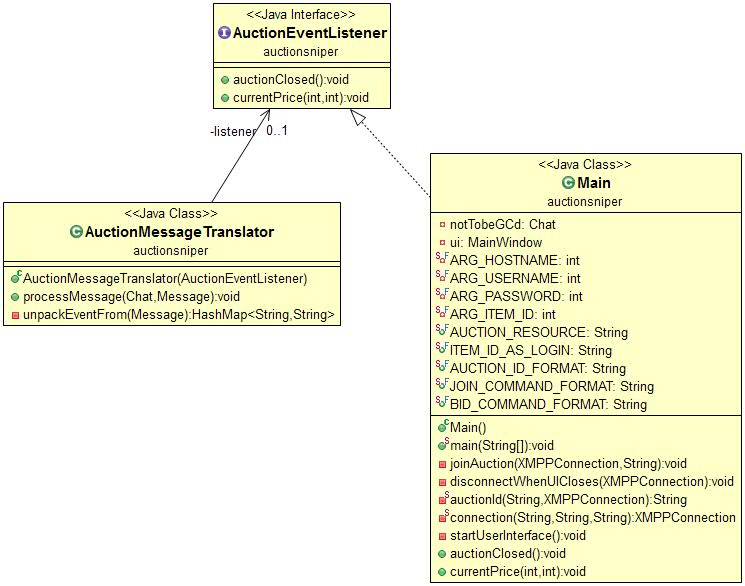 <<Java Interface>>
AuctionEventListener
auctionsniper
auctionClosed():void
currentPrice(int,int):void
-listener 0..1
<<Java Class>>
AuctionMessageTranslator
auctionsniper
AuctionMessageTranslator(AuctionEventListener)
processMessage(Chat,Message):void
unpackEventFrom(Message):HashMap<String,String>
<<Java Class>>
Main
auctionsniper
notTobeGCd: Chat
ui: MainWindow
ARG_HOSTNAME: int
ARG_USERNAME: int
ARG_PASSWORD: int
ARG_ITEM_ID: int
AUCTION_RESOURCE: String
ITEM_ID_AS_LOGIN: String
AUCTION_ID_FORMAT: String
JOIN_COMMAND_FORMAT: String
BID_COMMAND_FORMAT: String
Main()
main(String[]):void
joinAuction(XMPPConnection,String):void
disconnectWhenUICloses(XMPPConnection):void
auctionId(String,XMPPConnection):String
connection(String,String,String):XMPPConnection
startUserInterface():void
auctionClosed():void
currentPrice(int,int):void